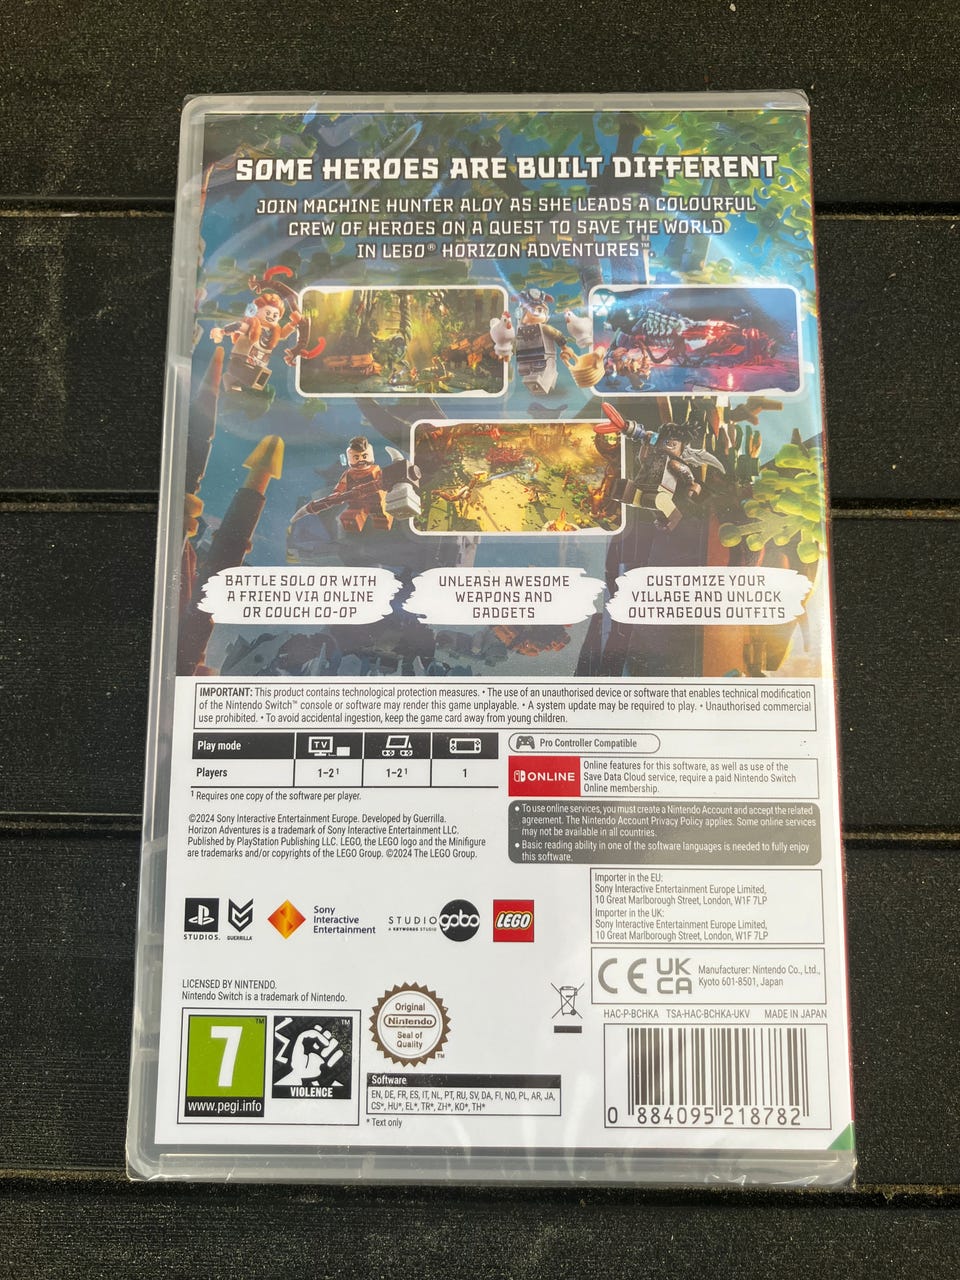 SOME HEROES ARE BUILT DIFFERENT
JOIN MACHINE HUNTER ALOY AS SHE LEADS A COLOURFUL
CREW OF HEROES ON A QUEST TO SAVE THE WORLD
IN LEGO® HORIZON ADVENTURES™.
BATTLE SOLO OR WITH
A FRIEND VIA ONLINE
OR COUCH CO-OP
UNLEASH AWESOME
WEAPONS AND
GADGETS
CUSTOMIZE YOUR
VILLAGE AND UNLOCK
OUTRAGEOUS OUTFITS
IMPORTANT: This product contains technological protection measures. • The use of an unauthorised device or software that enables technical modification
of the Nintendo Switch™ console or software may render this game unplayable. • A system update may be required to play. • Unauthorised commercial
use prohibited. • To avoid accidental ingestion, keep the game card away from young children.
Play mode TV
Players 1–2¹ 1–2¹ 1
¹ Requires one copy of the software per player.
Pro Controller Compatible
ONLINE
Online features for this software, as well as use of the
Save Data Cloud service, require a paid Nintendo Switch
Online membership.
• To use online services, you must create a Nintendo Account and accept the related
agreement. The Nintendo Account Privacy Policy applies. Some online services
may not be available in all countries.
• Basic reading ability in one of the software languages is needed to fully enjoy
this software.
©2024 Sony Interactive Entertainment Europe. Developed by Guerrilla.
Horizon Adventures is a trademark of Sony Interactive Entertainment LLC.
Published by PlayStation Publishing LLC. LEGO, the LEGO logo and the Minifigure
are trademarks and/or copyrights of the LEGO Group. ©2024 The LEGO Group.
STUDIOS.
GUERRILLA
Sony
Interactive
Entertainment
STUDIO gobo
A KEYWORDS STUDIO
LEGO
Importer in the EU:
Sony Interactive Entertainment Europe Limited,
10 Great Marlborough Street, London, W1F 7LP
Importer in the UK:
Sony Interactive Entertainment Europe Limited,
10 Great Marlborough Street, London, W1F 7LP
CE UK
CA
Manufacturer: Nintendo Co., Ltd.,
Kyoto 601-8501, Japan
LICENSED BY NINTENDO.
Nintendo Switch is a trademark of Nintendo.
HAC-P-BCHKA TSA-HAC-BCHKA-UKV MADE IN JAPAN
7™
www.pegi.info
™
VIOLENCE
Original
Nintendo
Seal of
Quality
™
Software
EN, DE, FR, ES, IT, NL, PT, RU, SV, DA, FI, NO, PL, AR, JA,
CS*, HU*, EL*, TR*, ZH*, KO*, TH*
* Text only
0 884095 218782